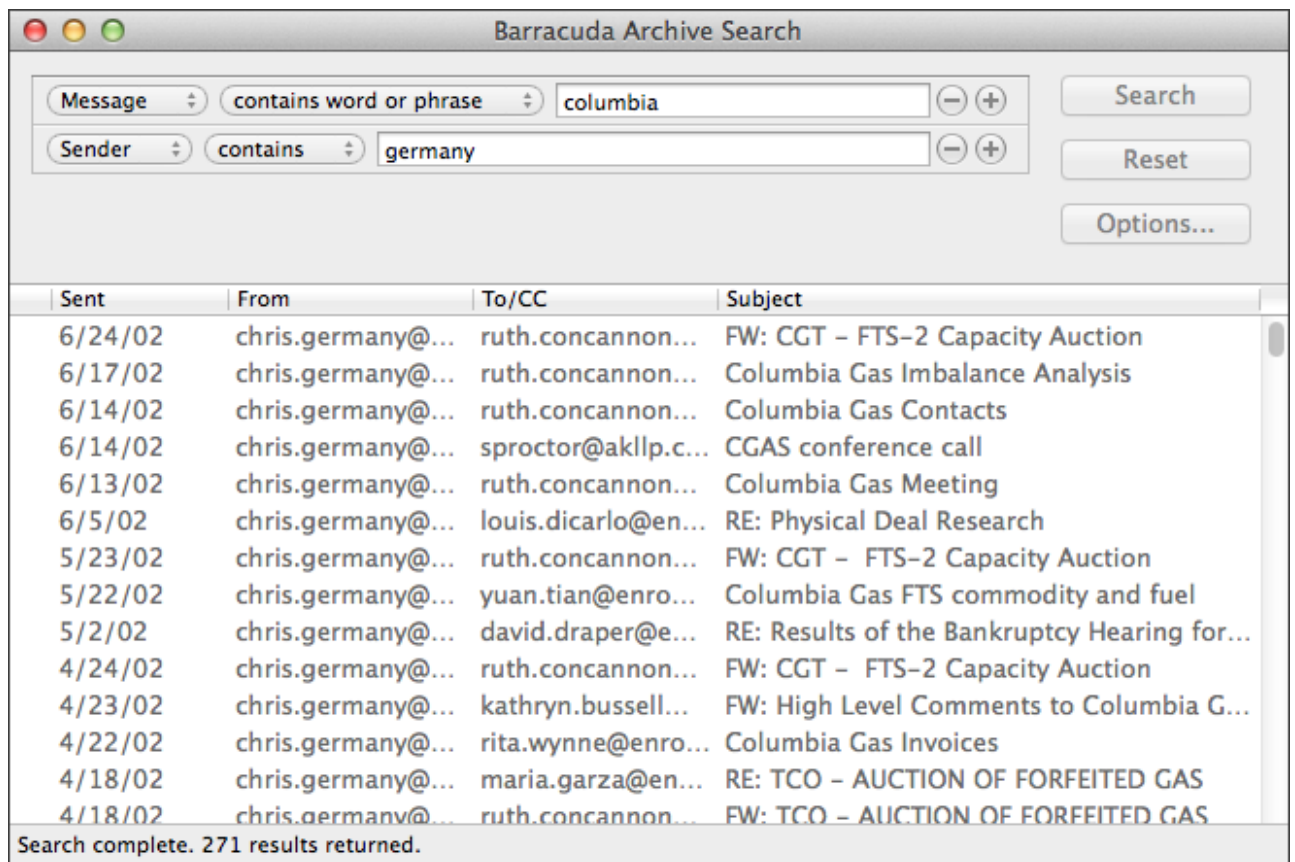 Barracuda Archive Search
Message contains word or phrase columbia Search
Sender contains germany Reset
Options...
Sent From To/CC Subject
6/24/02 chris.germany@... ruth.concannon... FW: CGT – FTS–2 Capacity Auction
6/17/02 chris.germany@... ruth.concannon... Columbia Gas Imbalance Analysis
6/14/02 chris.germany@... ruth.concannon... Columbia Gas Contacts
6/14/02 chris.germany@... sproctor@akllp.c... CGAS conference call
6/13/02 chris.germany@... ruth.concannon... Columbia Gas Meeting
6/5/02 chris.germany@... louis.dicarlo@en... RE: Physical Deal Research
5/23/02 chris.germany@... ruth.concannon... FW: CGT –  FTS–2 Capacity Auction
5/22/02 chris.germany@... yuan.tian@enro... Columbia Gas FTS commodity and fuel
5/2/02 chris.germany@... david.draper@e... RE: Results of the Bankruptcy Hearing for...
4/24/02 chris.germany@... ruth.concannon... FW: CGT –  FTS–2 Capacity Auction
4/23/02 chris.germany@... kathryn.bussell... FW: High Level Comments to Columbia G...
4/22/02 chris.germany@... rita.wynne@enro... Columbia Gas Invoices
4/18/02 chris.germany@... maria.garza@en... RE: TCO – AUCTION OF FORFEITED GAS
4/18/02 chris.germany@... ruth.concannon... FW: TCO – AUCTION OF FORFEITED GAS
Search complete. 271 results returned.